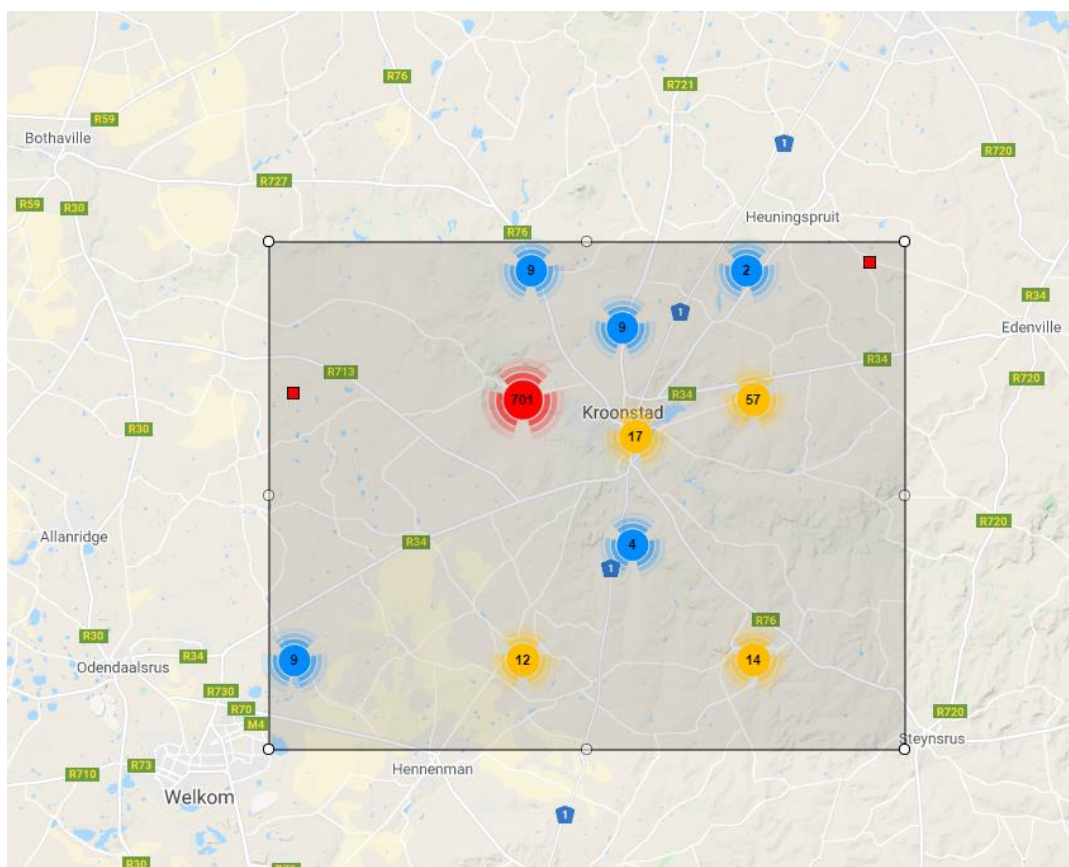 R76
R721
R59
Bothaville
1
R720
R727
R59
R30
Heuningspruit
R76
9
2
R34
9
1
Edenville
R34
R713
R720
701
R34
57
Kroonstad
R30
17
R720
Allanridge
R34
4
1
R76
R30
Odendaalsrus
R34
9
12
14
R730
R70
M4
R720
Steynsrus
R710
R73
Hennenman
Welkom
1
R30